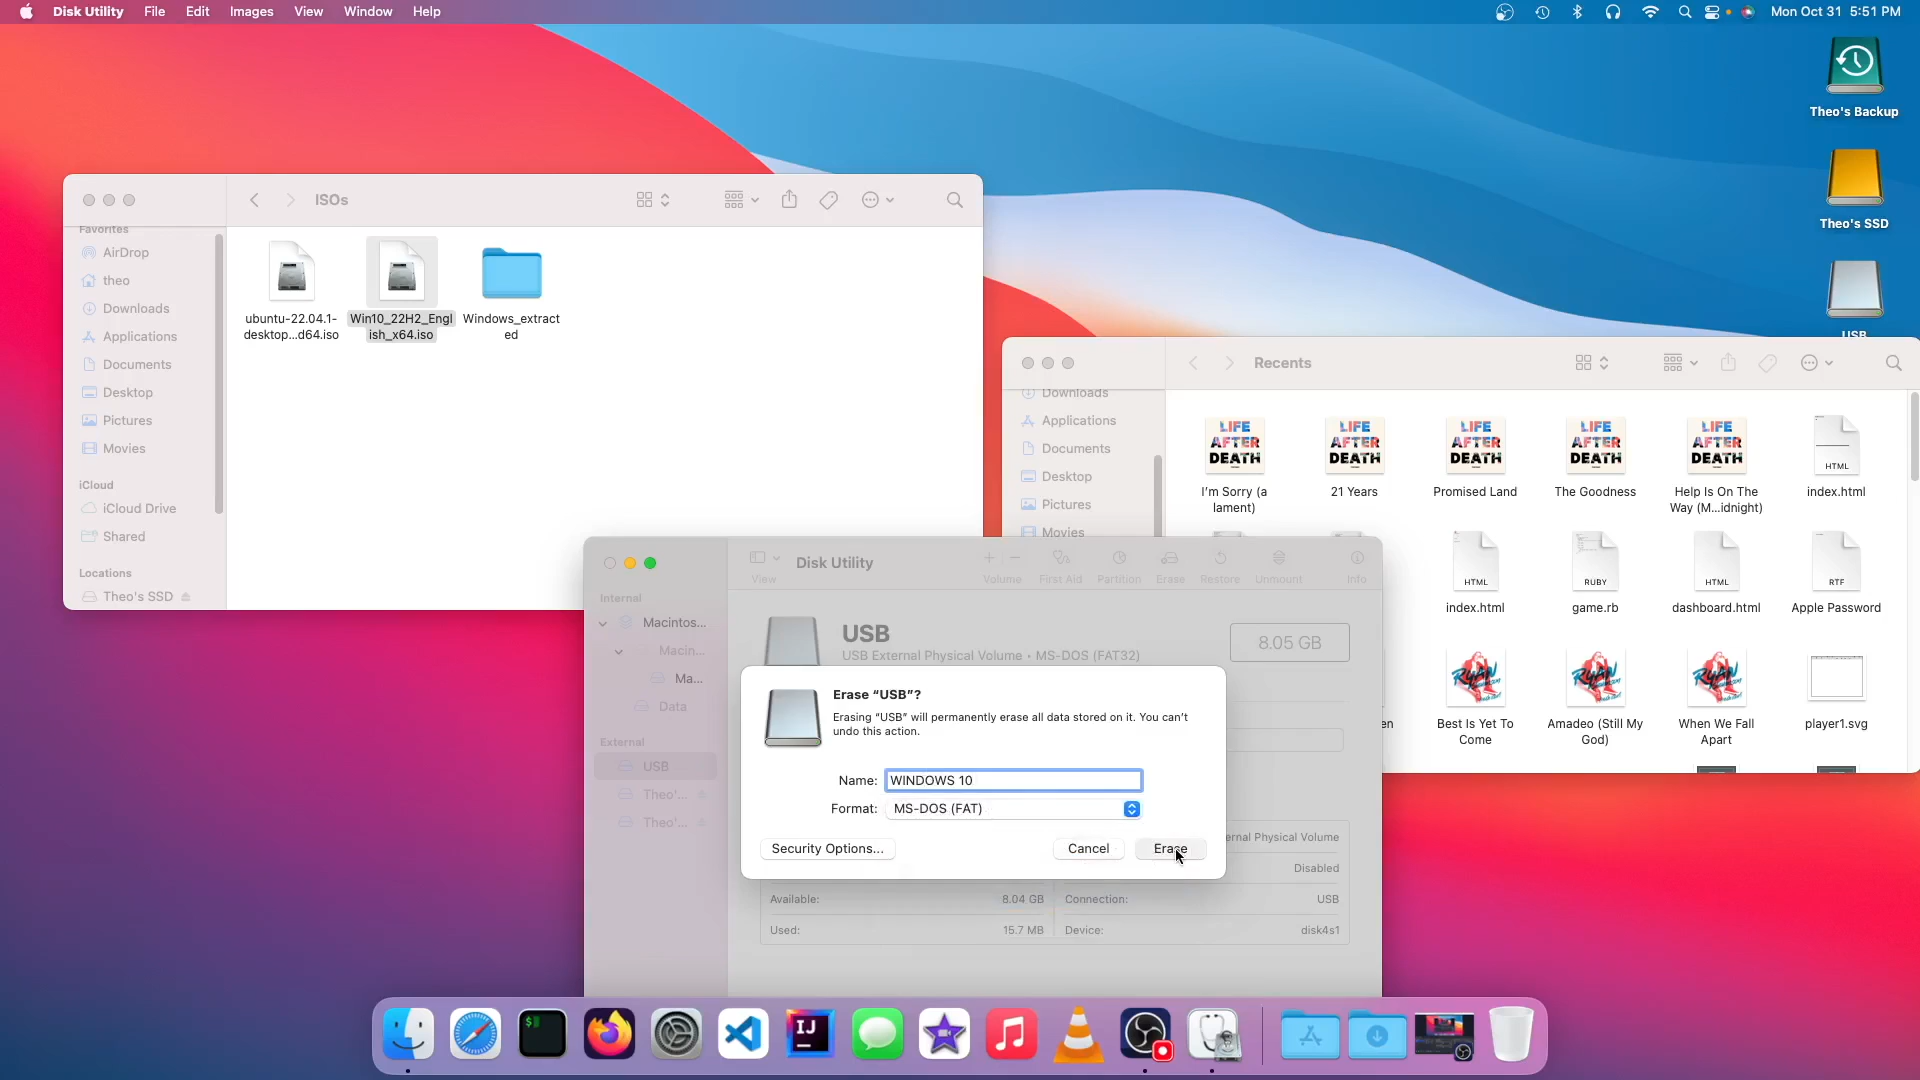 Disk Utility File Edit Images View Window Help
Mon Oct 31 5:51 PM
Theo's Backup
Theo's SSD
USB
ISOs
Favorites
AirDrop
theo
Downloads
Applications
Documents
Desktop
Pictures
Movies
iCloud
iCloud Drive
Shared
Locations
Theo's SSD
ubuntu-22.04.1-
desktop...d64.iso
Win10_22H2_Engl
ish_x64.iso
Windows_extract
ed
Recents
Downloads
Applications
Documents
Desktop
Pictures
Movies
LIFE
AFTER
DEATH
I'm Sorry (a
lament)
LIFE
AFTER
DEATH
21 Years
LIFE
AFTER
DEATH
Promised Land
LIFE
AFTER
DEATH
The Goodness
LIFE
AFTER
DEATH
Help Is On The
Way (M...idnight)
HTML
index.html
HTML
index.html
RUBY
game.rb
HTML
dashboard.html
RTF
Apple Password
en
RYAN
Best Is Yet To
Come
RYAN
Amadeo (Still My
God)
RYAN
When We Fall
Apart
player1.svg
View
Disk Utility
Volume
First Aid
Partition
Erase
Restore
Unmount
Info
Internal
Macintos...
Macin...
Ma...
Data
External
USB
Theo'...
Theo'...
USB
USB External Physical Volume • MS-DOS (FAT32)
8.05 GB
Erase “USB”?
Erasing “USB” will permanently erase all data stored on it. You can’t
undo this action.
Name: WINDOWS 10
Format: MS-DOS (FAT)
Security Options...
Cancel
Erase
ernal Physical Volume
Disabled
Available: 8.04 GB
Connection: USB
Used: 15.7 MB
Device: disk4s1
$
IJ